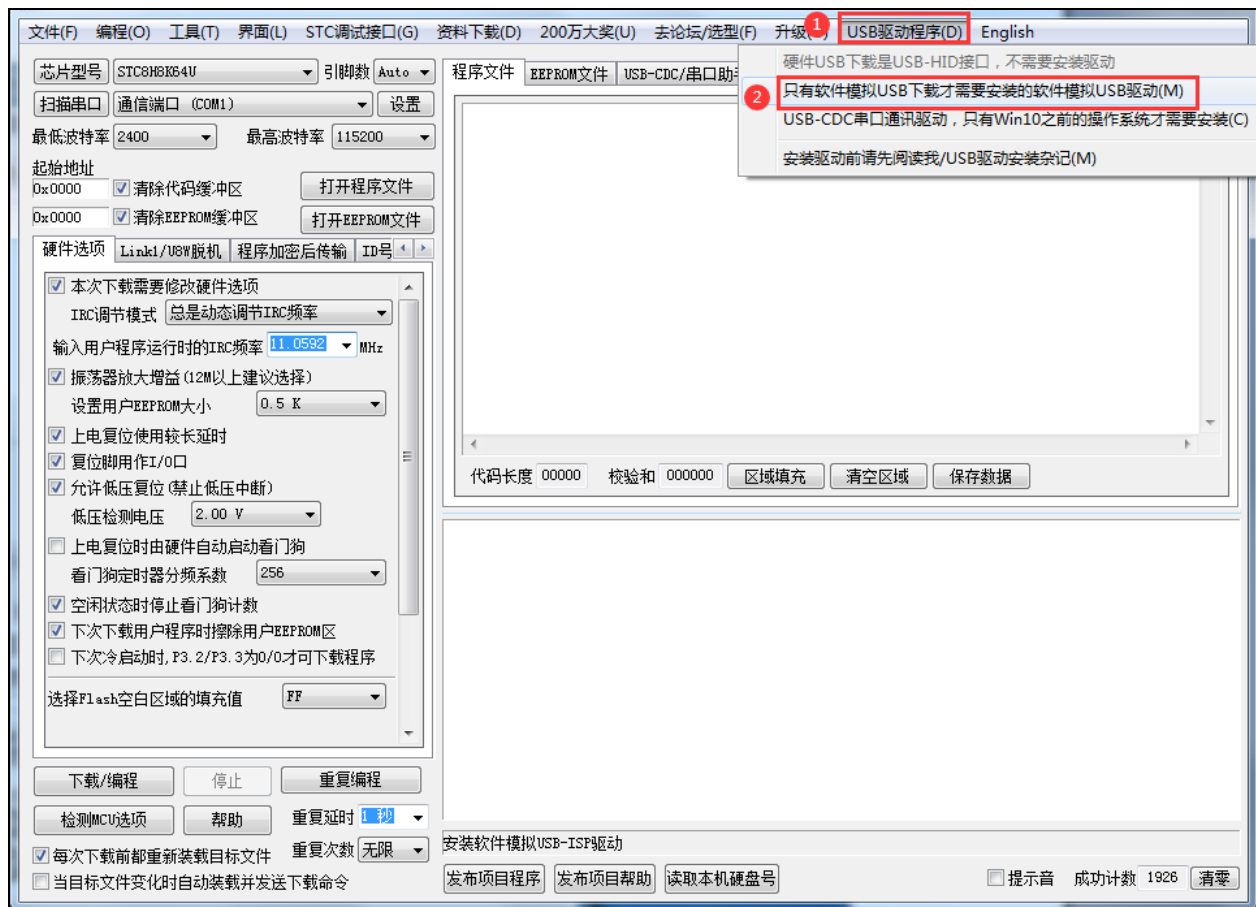 文件(F) 编程(O) 工具(T) 界面(L) STC调试接口(G) 资料下载(D) 200万大奖(U) 去论坛/选型(F) 升级 1 USB驱动程序(D) English
硬件USB下载是USB-HID接口，不需要安装驱动
2 只有软件模拟USB下载才需要安装的软件模拟USB驱动(M)
USB-CDC串口通讯驱动，只有Win10之前的操作系统才需要安装(C)
安装驱动前请先阅读我/USB驱动安装杂记(M)
芯片型号 STC8H8K64U 引脚数 Auto
扫描串口 通信端口 (COM1) 设置
最低波特率 2400 最高波特率 115200
起始地址
0x0000 清除代码缓冲区 打开程序文件
0x0000 清除EEPROM缓冲区 打开EEPROM文件
硬件选项 Link1/U8W脱机 程序加密后传输 ID号
本次下载需要修改硬件选项
IRC调节模式 总是动态调节IRC频率
输入用户程序运行时的IRC频率 11.0592 MHz
振荡器放大增益(12M以上建议选择)
设置用户EEPROM大小 0.5 K
上电复位使用较长延时
复位脚用作I/O口
允许低压复位(禁止低压中断)
低压检测电压 2.00 V
上电复位时由硬件自动启动看门狗
看门狗定时器分频系数 256
空闲状态时停止看门狗计数
下次下载用户程序时擦除用户EEPROM区
下次冷启动时,P3.2/P3.3为0/0才可下载程序
选择Flash空白区域的填充值 FF
下载/编程 停止 重复编程
检测MCU选项 帮助 重复延时 1 秒
每次下载前都重新装载目标文件 重复次数 无限
当目标文件变化时自动装载并发送下载命令
程序文件 EEPROM文件 USB-CDC/串口助
代码长度 00000 校验和 000000 区域填充 清空区域 保存数据
安装软件模拟USB-ISP驱动
发布项目程序 发布项目帮助 读取本机硬盘号 提示音 成功计数 1926 清零